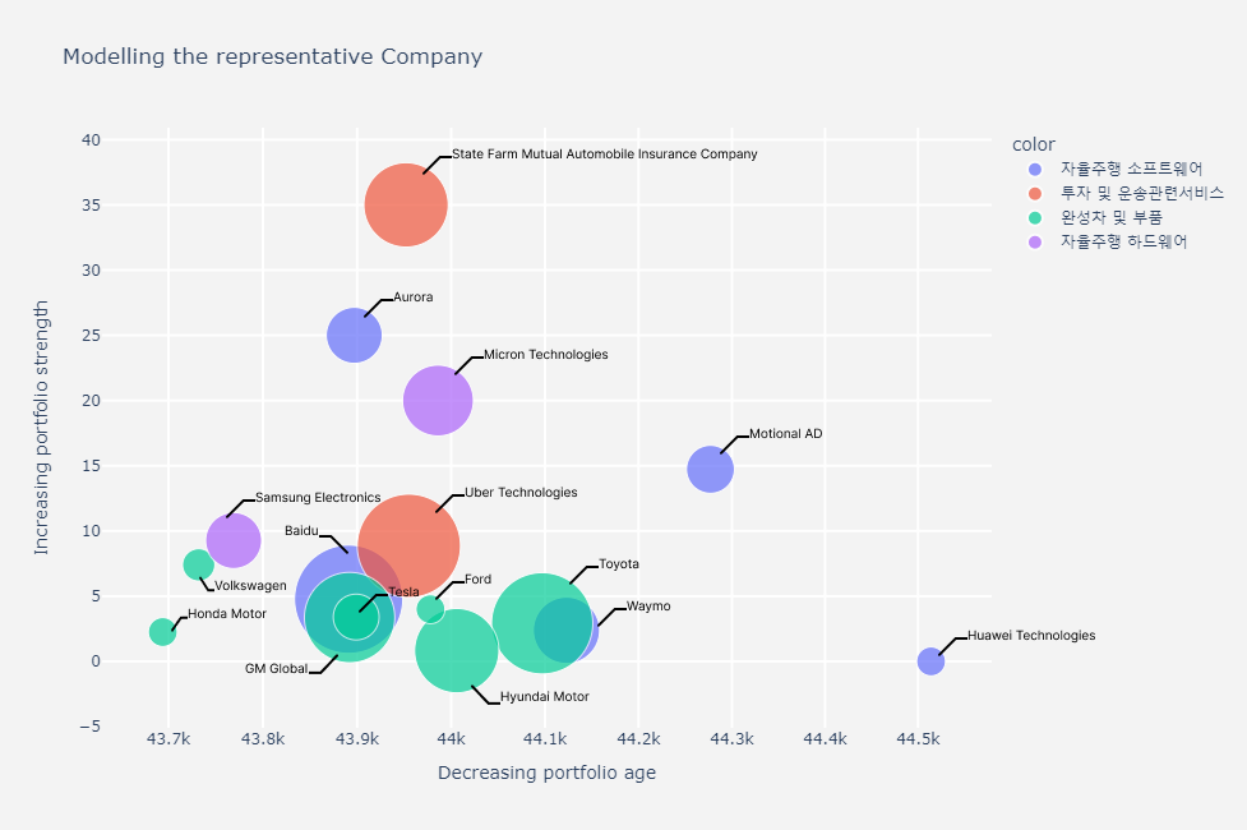 Modelling the representative Company
color
자율주행 소프트웨어
투자 및 운송관련서비스
완성차 및 부품
자율주행 하드웨어
Increasing portfolio strength
40
35
30
25
20
15
10
5
0
−5
State Farm Mutual Automobile Insurance Company
Aurora
Micron Technologies
Motional AD
Uber Technologies
Samsung Electronics
Baidu
Toyota
Ford
Volkswagen
Tesla
Waymo
Honda Motor
Huawei Technologies
GM Global
Hyundai Motor
43.7k
43.8k
43.9k
44k
44.1k
44.2k
44.3k
44.4k
44.5k
Decreasing portfolio age